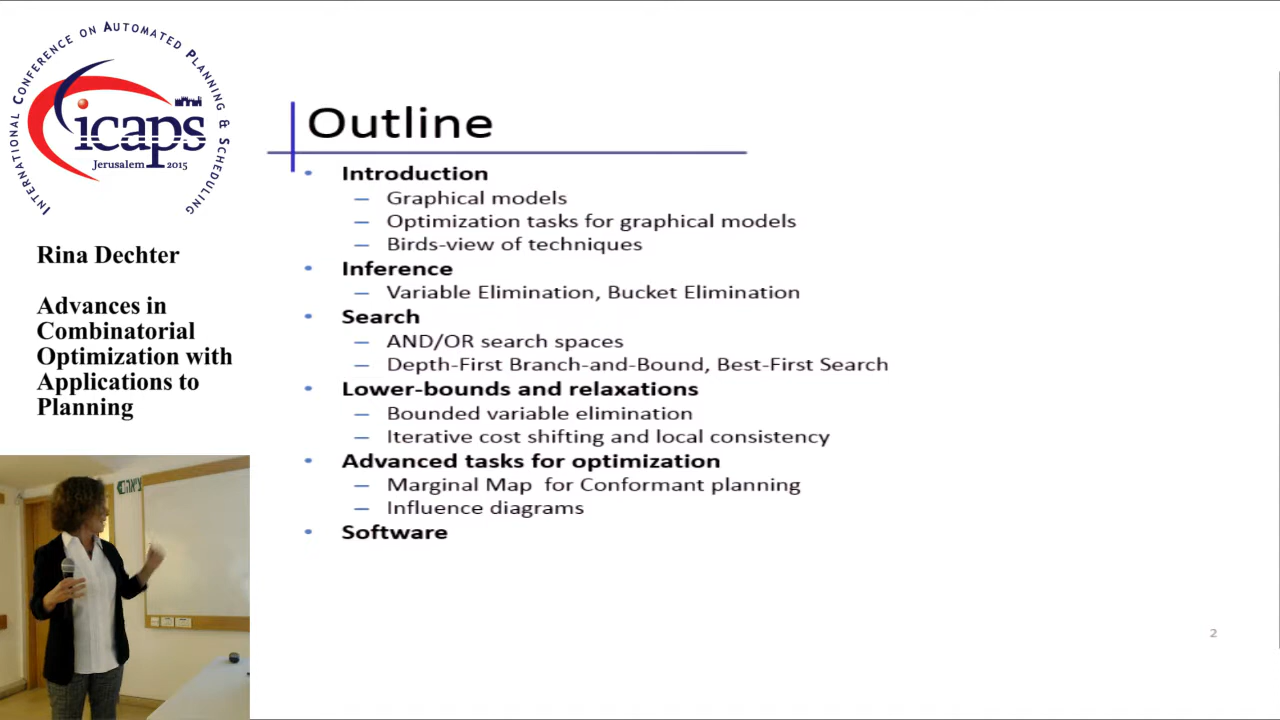 INTERNATIONAL CONFERENCE ON AUTOMATED PLANNING & SCHEDULING
icaps
Jerusalem 2015
Rina Dechter
Advances in
Combinatorial
Optimization with
Applications to
Planning
Outline
• Introduction
– Graphical models
– Optimization tasks for graphical models
– Birds-view of techniques
• Inference
– Variable Elimination, Bucket Elimination
• Search
– AND/OR search spaces
– Depth-First Branch-and-Bound, Best-First Search
• Lower-bounds and relaxations
– Bounded variable elimination
– Iterative cost shifting and local consistency
• Advanced tasks for optimization
– Marginal Map for Conformant planning
– Influence diagrams
• Software
2